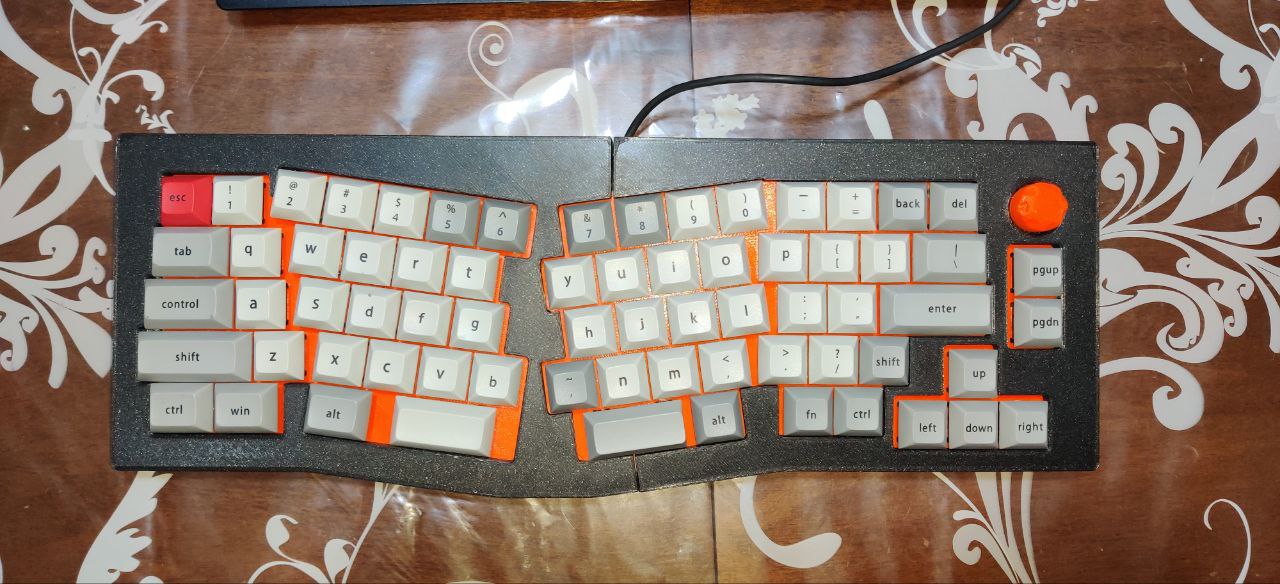 esc ! 1 @ 2 # 3 $ 4 % 5 ^ 6 & 7 * 8 ( 9 ) 0 _ - + = back del
tab q w e r t y u i o p { [ } ] | \ pgup
control a s d f g h j k l : ; " ' enter pgdn
shift z x c v b ~ ` n m < , > . ? / shift up
ctrl win alt alt fn ctrl left down right